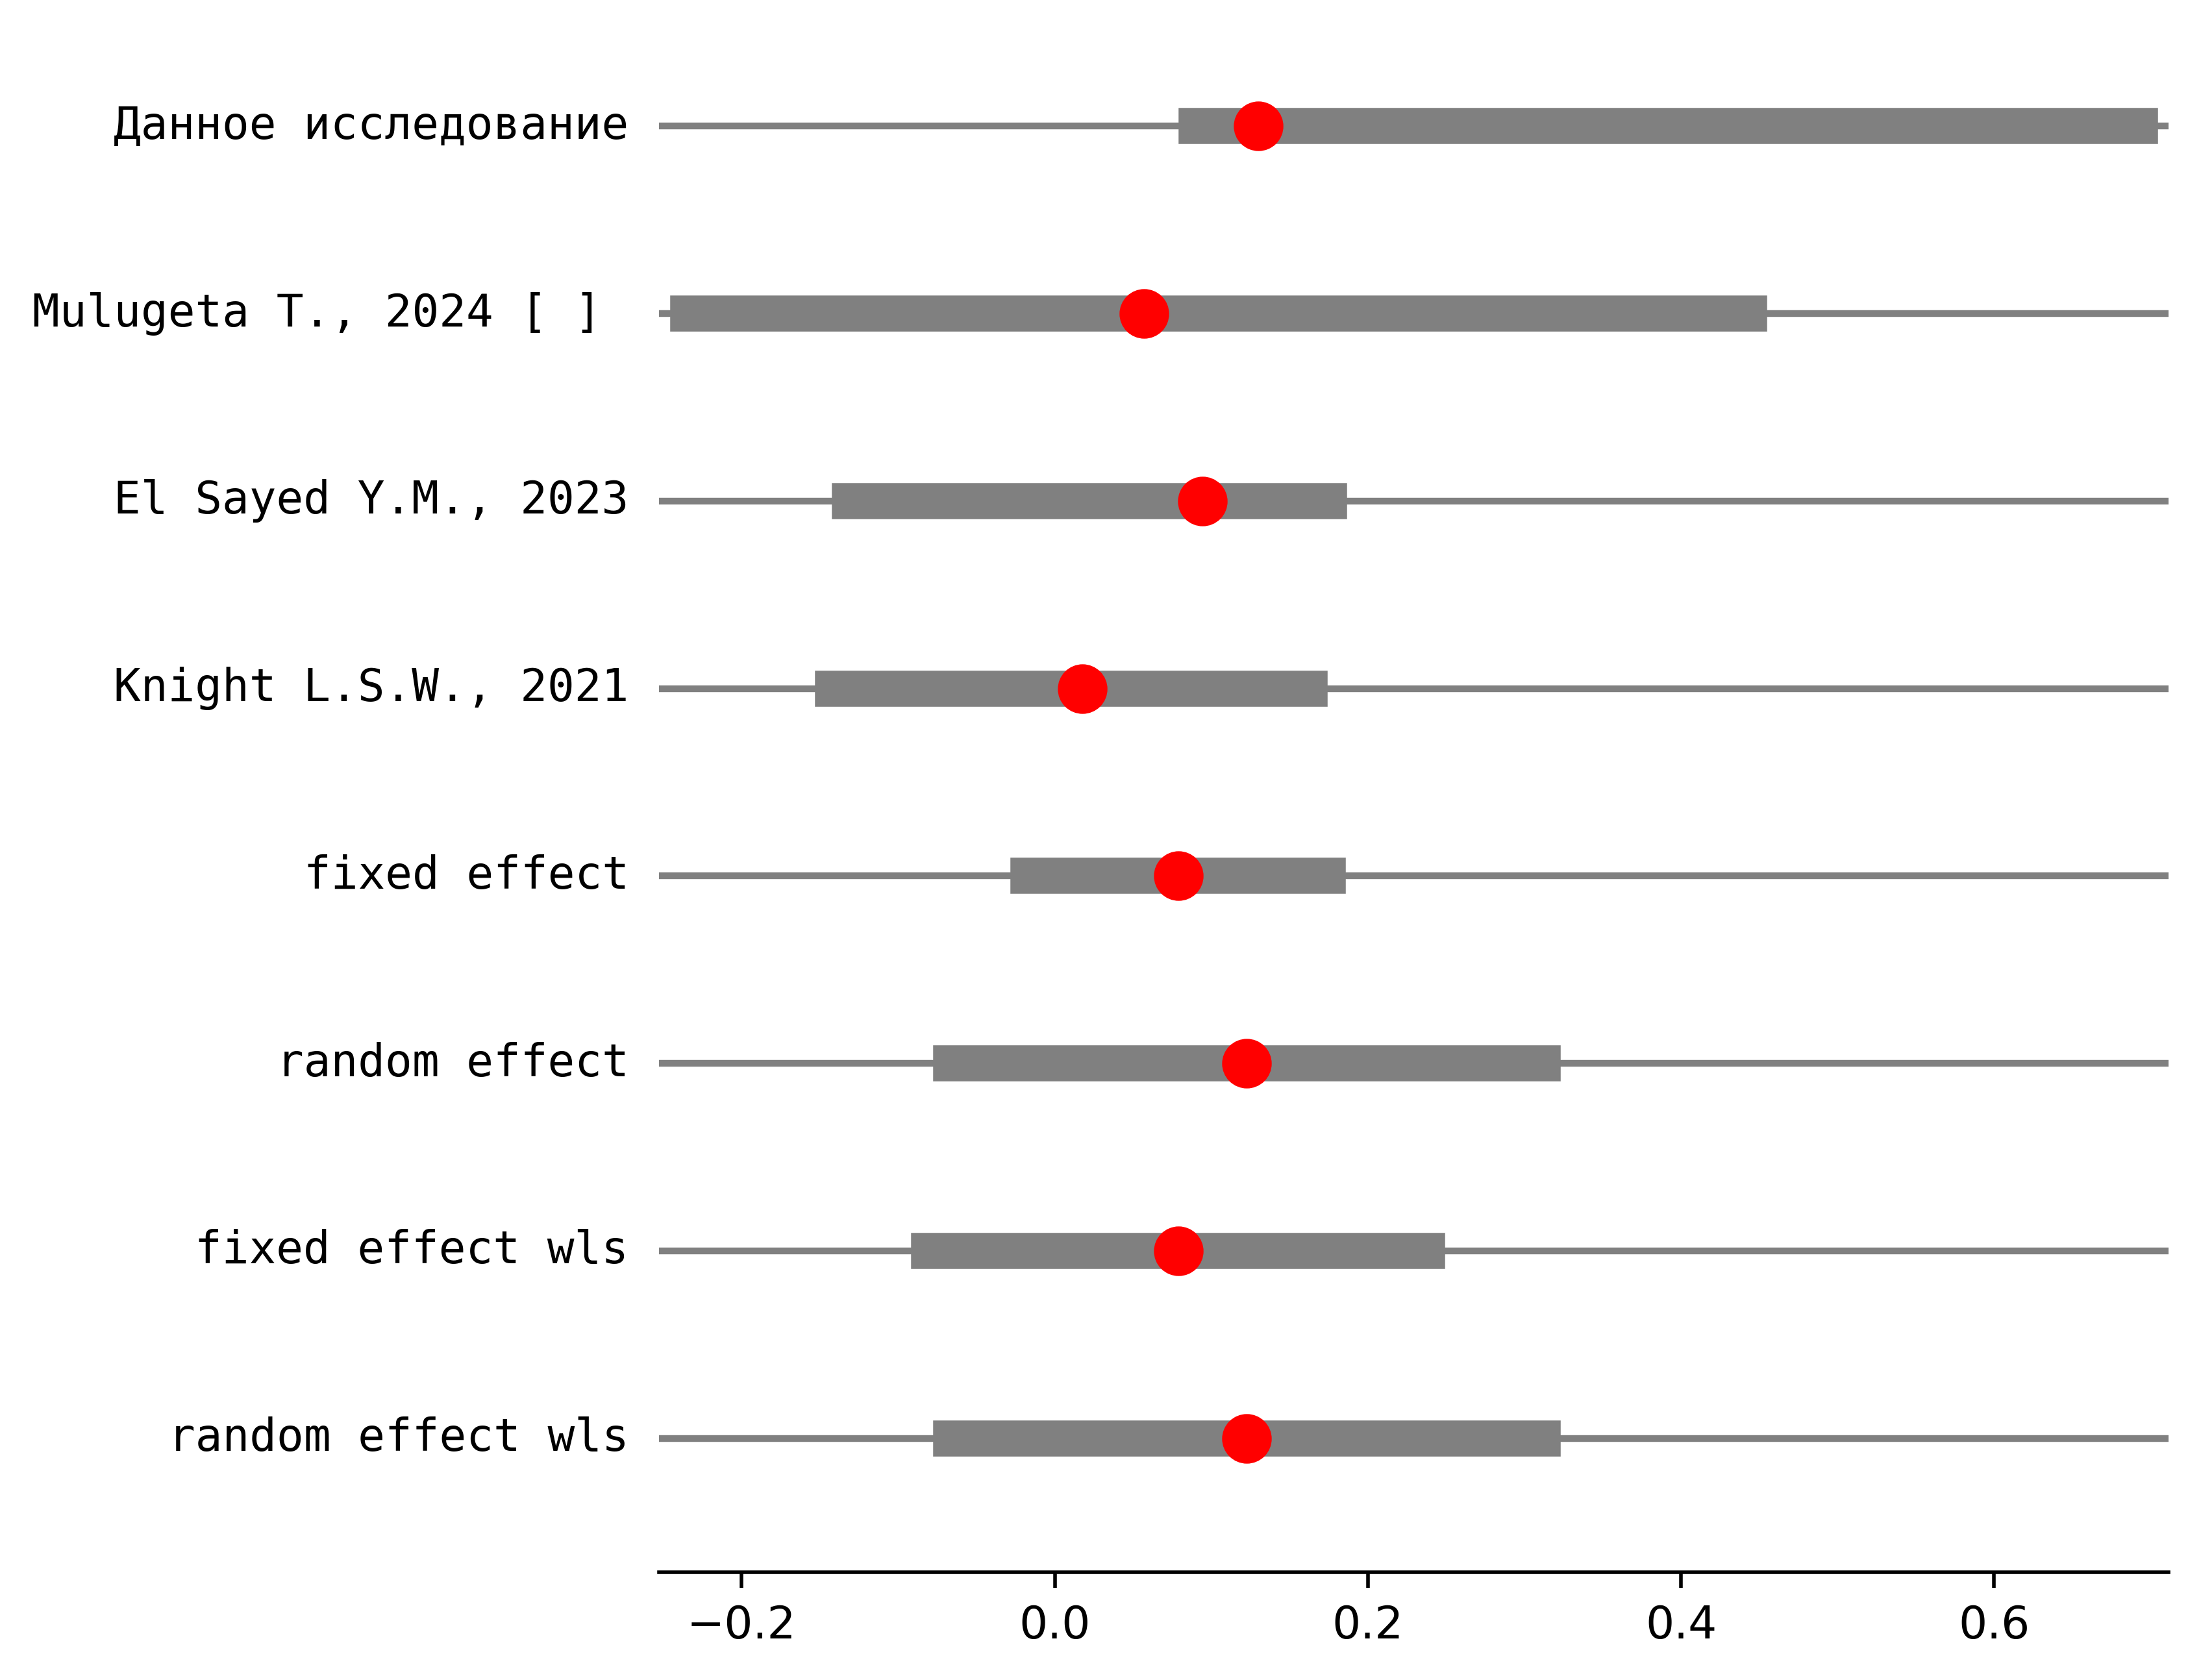 Данное исследование
Mulugeta T., 2024 [ ]
El Sayed Y.M., 2023
Knight L.S.W., 2021
fixed effect
random effect
fixed effect wls
random effect wls
−0.2 0.0 0.2 0.4 0.6